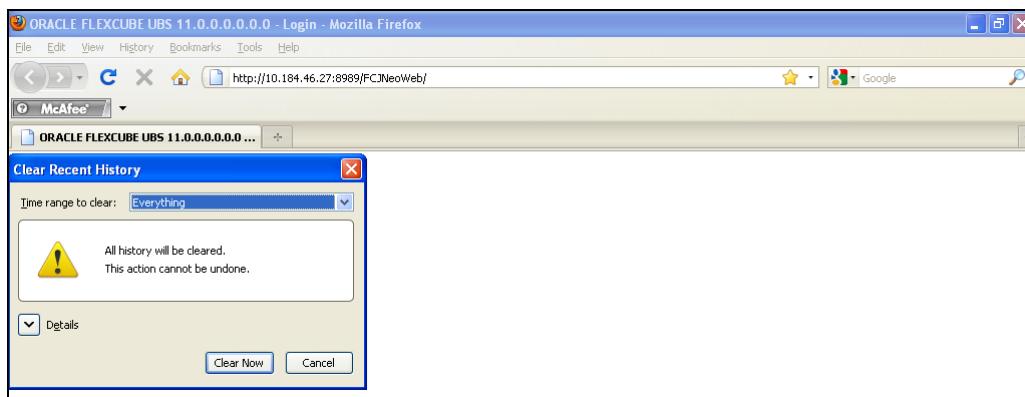 ORACLE FLEXCUBE UBS 11.0.0.0.0.0.0 - Login - Mozilla Firefox
File Edit View History Bookmarks Tools Help
http://10.184.46.27:8989/FCJNeoWeb/ Google
McAfee
ORACLE FLEXCUBE UBS 11.0.0.0.0.0.0 ...
Clear Recent History
Time range to clear: Everything
All history will be cleared.
This action cannot be undone.
Details
Clear Now Cancel